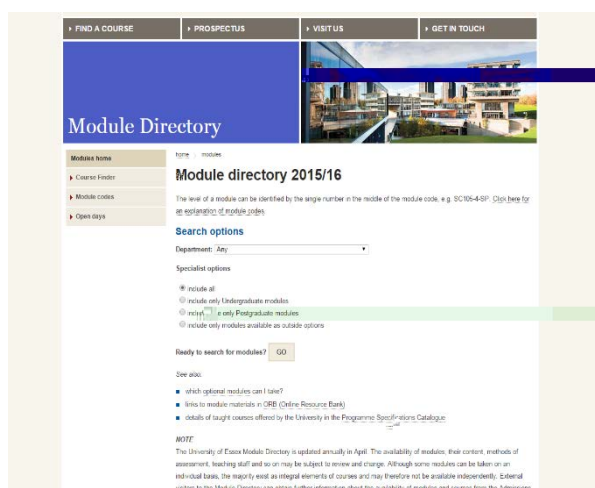 FIND A COURSE
PROSPECTUS
VISIT US
GET IN TOUCH
Module Directory
Modules home
Course Finder
Module codes
Open days
home modules
Module directory 2015/16
The level of a module can be identified by the single number in the middle of the module code, e.g. SC105-4-SP. Click here for
an explanation of module codes.
Search options
Department: Any
Specialist options
include all
include only Undergraduate modules
include only Postgraduate modules
include only modules available as outside options
Ready to search for modules? GO
See also:
which optional modules can I take?
links to module materials in ORB (Online Resource Bank)
details of taught courses offered by the University in the Programme Specifications Catalogue
NOTE
The University of Essex Module Directory is updated annually in April. The availability of modules, their content, methods of
assessment, teaching staff and so on may be subject to review and change. Although some modules can be taken on an
individual basis, the majority exist as integral elements of courses and may therefore not be available independently. External